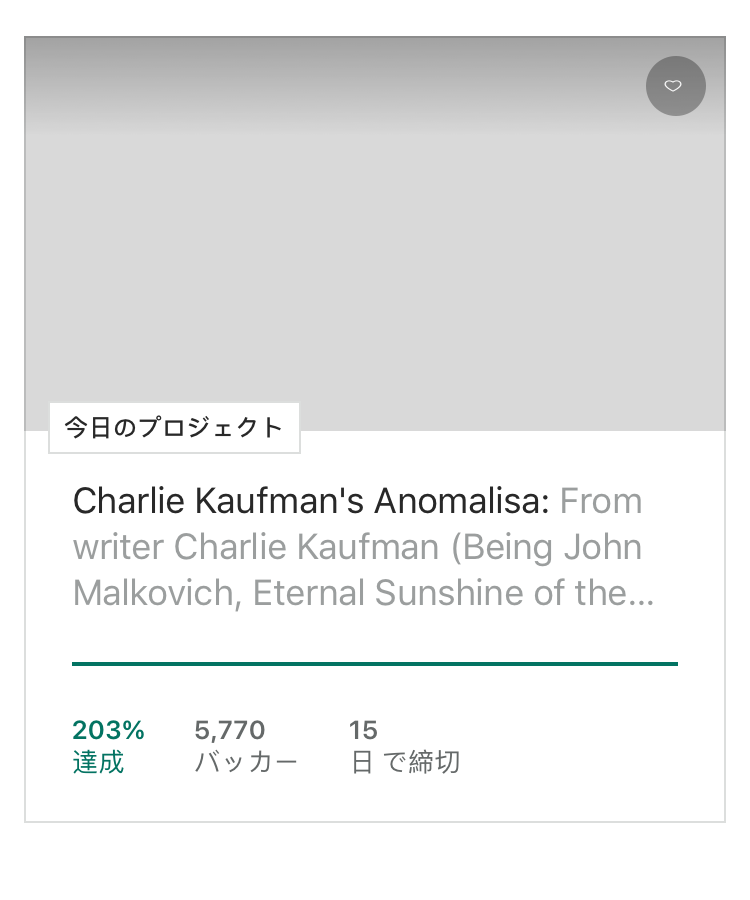 今日のプロジェクト
Charlie Kaufman's Anomalisa: From
writer Charlie Kaufman (Being John
Malkovich, Eternal Sunshine of the...
203% 5,770 15
達成 バッカー 日 で締切